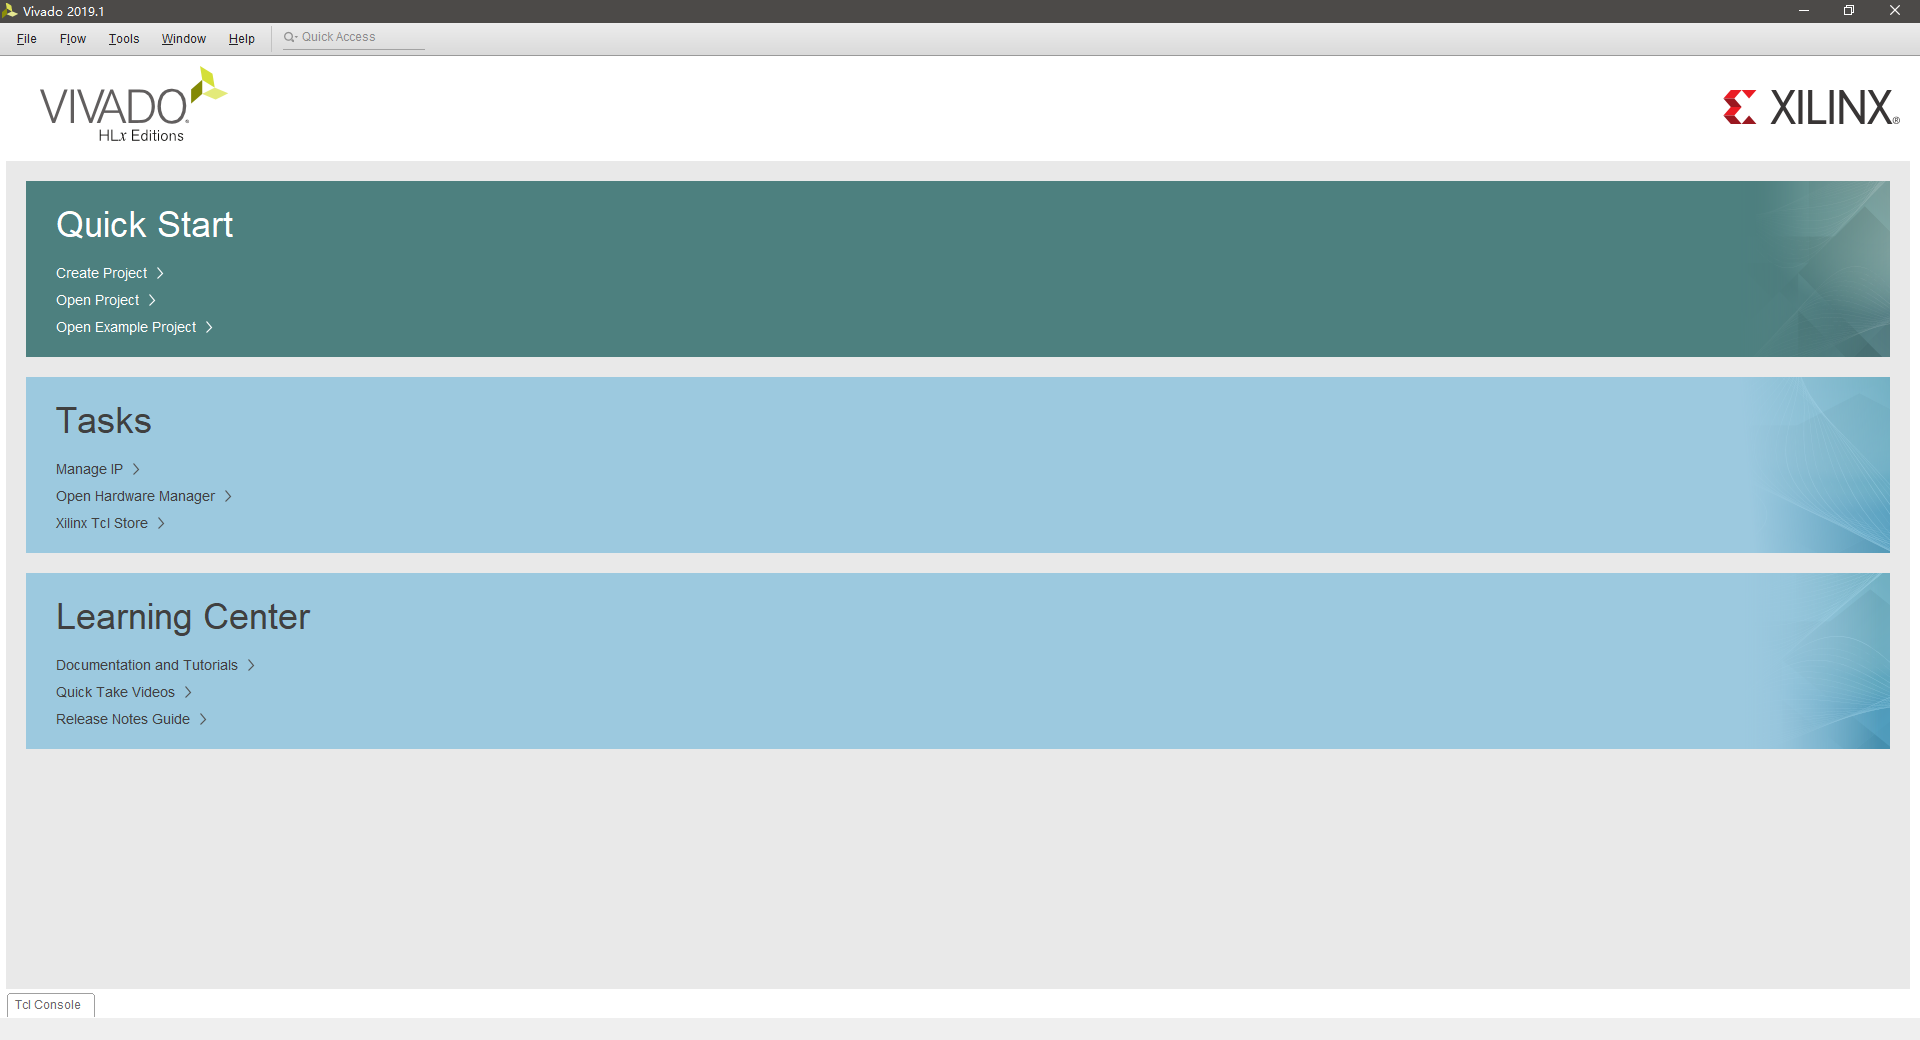 Vivado 2019.1
File Flow Tools Window Help Quick Access
VIVADO
HLx Editions
XILINX®
Quick Start
Create Project
Open Project
Open Example Project
Tasks
Manage IP
Open Hardware Manager
Xilinx Tcl Store
Learning Center
Documentation and Tutorials
Quick Take Videos
Release Notes Guide
Tcl Console